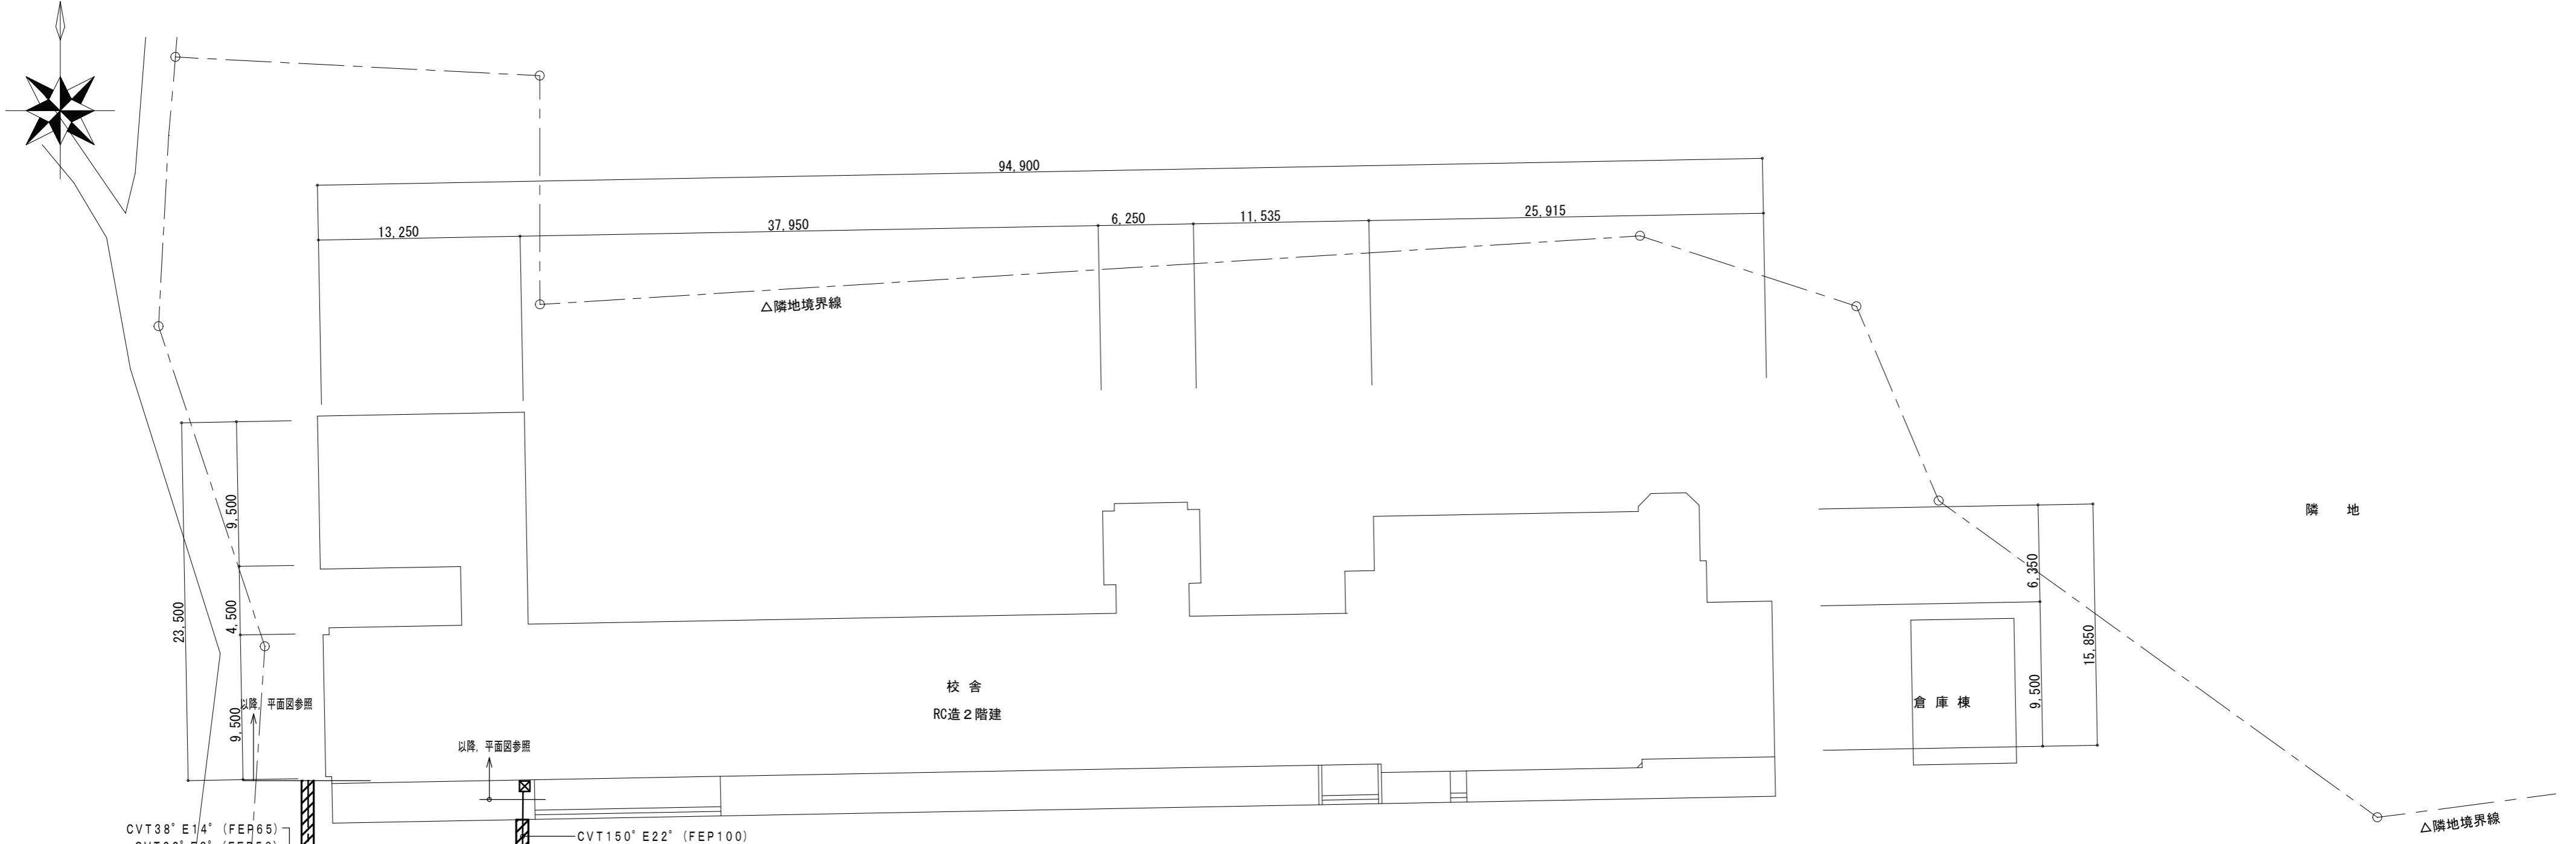 94,900
13,250
37,950
6,250
11,535
25,915
△隣地境界線
9,500
4,500
23,500
9,500
以降, 平面図参照
以降, 平面図参照
校 舎
RC造2階建
隣 地
6,350
15,850
9,500
倉 庫 棟
CVT38° E14° (FEP65)
CVT150° E22° (FEP100)
△隣地境界線